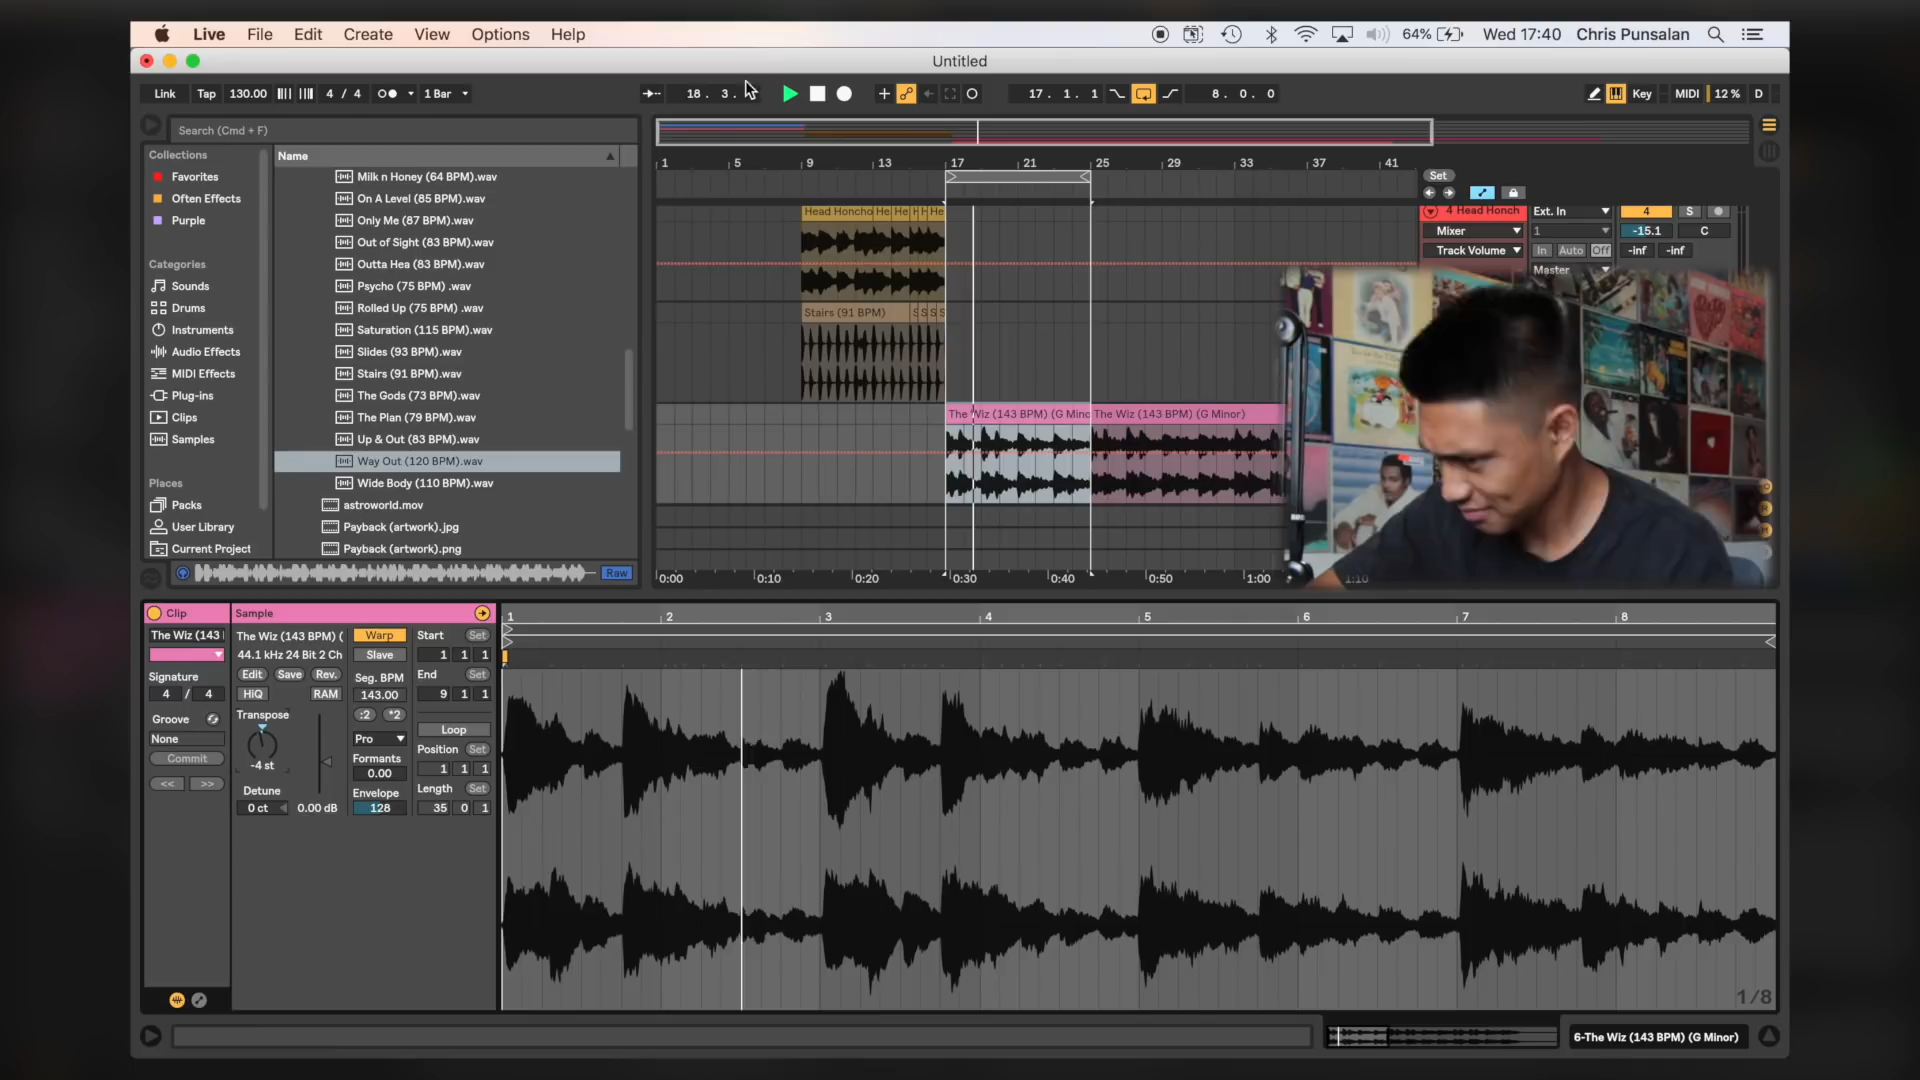 Live File Edit Create View Options Help 64% Wed 17:40 Chris Punsalan
Untitled
Link Tap 130.00 4 / 4 1 Bar 18. 3. 17. 1. 1 8. 0. 0 Key MIDI 12 % D
Search (Cmd + F)
Collections
Favorites
Often Effects
Purple
Categories
Sounds
Drums
Instruments
Audio Effects
MIDI Effects
Plug-ins
Clips
Samples
Places
Packs
User Library
Current Project
Name
Milk n Honey (64 BPM).wav
On A Level (85 BPM).wav
Only Me (87 BPM).wav
Out of Sight (83 BPM).wav
Outta Hea (83 BPM).wav
Psycho (75 BPM) .wav
Rolled Up (75 BPM) .wav
Saturation (115 BPM).wav
Slides (93 BPM).wav
Stairs (91 BPM).wav
The Gods (73 BPM).wav
The Plan (79 BPM).wav
Up & Out (83 BPM).wav
Way Out (120 BPM).wav
Wide Body (110 BPM).wav
astroworld.mov
Payback (artwork).jpg
Payback (artwork).png
Raw
1 5 9 13 17 21 25 29 33 37 41
Set
Head Honcho He He H H He
4 Head Honch Ext. In 4 S
Mixer 1 -15.1 C
Track Volume In Auto Off -inf -inf
Master
Stairs (91 BPM) S S S S
The Wiz (143 BPM) (G Mino The Wiz (143 BPM) (G Minor)
0:00 0:10 0:20 0:30 0:40 0:50 1:00 1:10
Clip
The Wiz (143
Signature
4 / 4
Groove
None
Commit
<< >>
Sample
The Wiz (143 BPM) (
44.1 kHz 24 Bit 2 Ch
Edit Save Rev.
HiQ RAM
Transpose
-4 st
Detune
0 ct 0.00 dB
Warp
Slave
Seg. BPM
143.00
:2 *2
Pro
Formants
0.00
Envelope
128
Start Set
1 1 1
End Set
9 1 1
Loop
Position Set
1 1 1
Length Set
35 0 1
1 2 3 4 5 6 7 8
1/8
6-The Wiz (143 BPM) (G Minor)